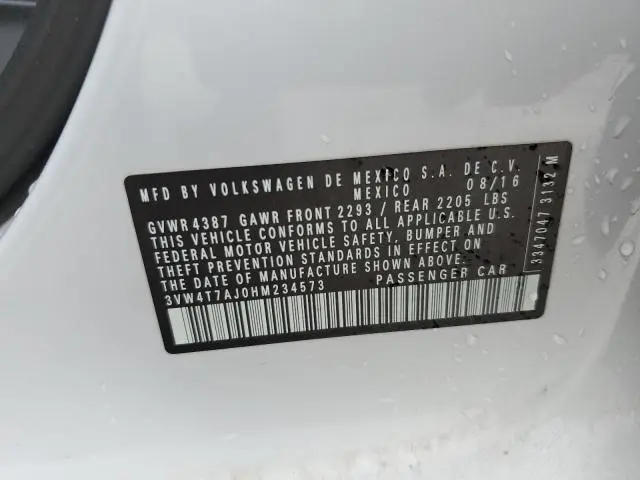 MFD BY VOLKSWAGEN DE MEXICO S.A. DE C.V.
MEXICO 08/16
GVWR 4387 GAWR FRONT 2293 / REAR 2205 LBS
THIS VEHICLE CONFORMS TO ALL APPLICABLE U.S.
FEDERAL MOTOR VEHICLE SAFETY, BUMPER AND
THEFT PREVENTION STANDARDS IN EFFECT ON
THE DATE OF MANUFACTURE SHOWN ABOVE:
3VW4T7AJ0HM234573 PASSENGER CAR
3347047 3132 M